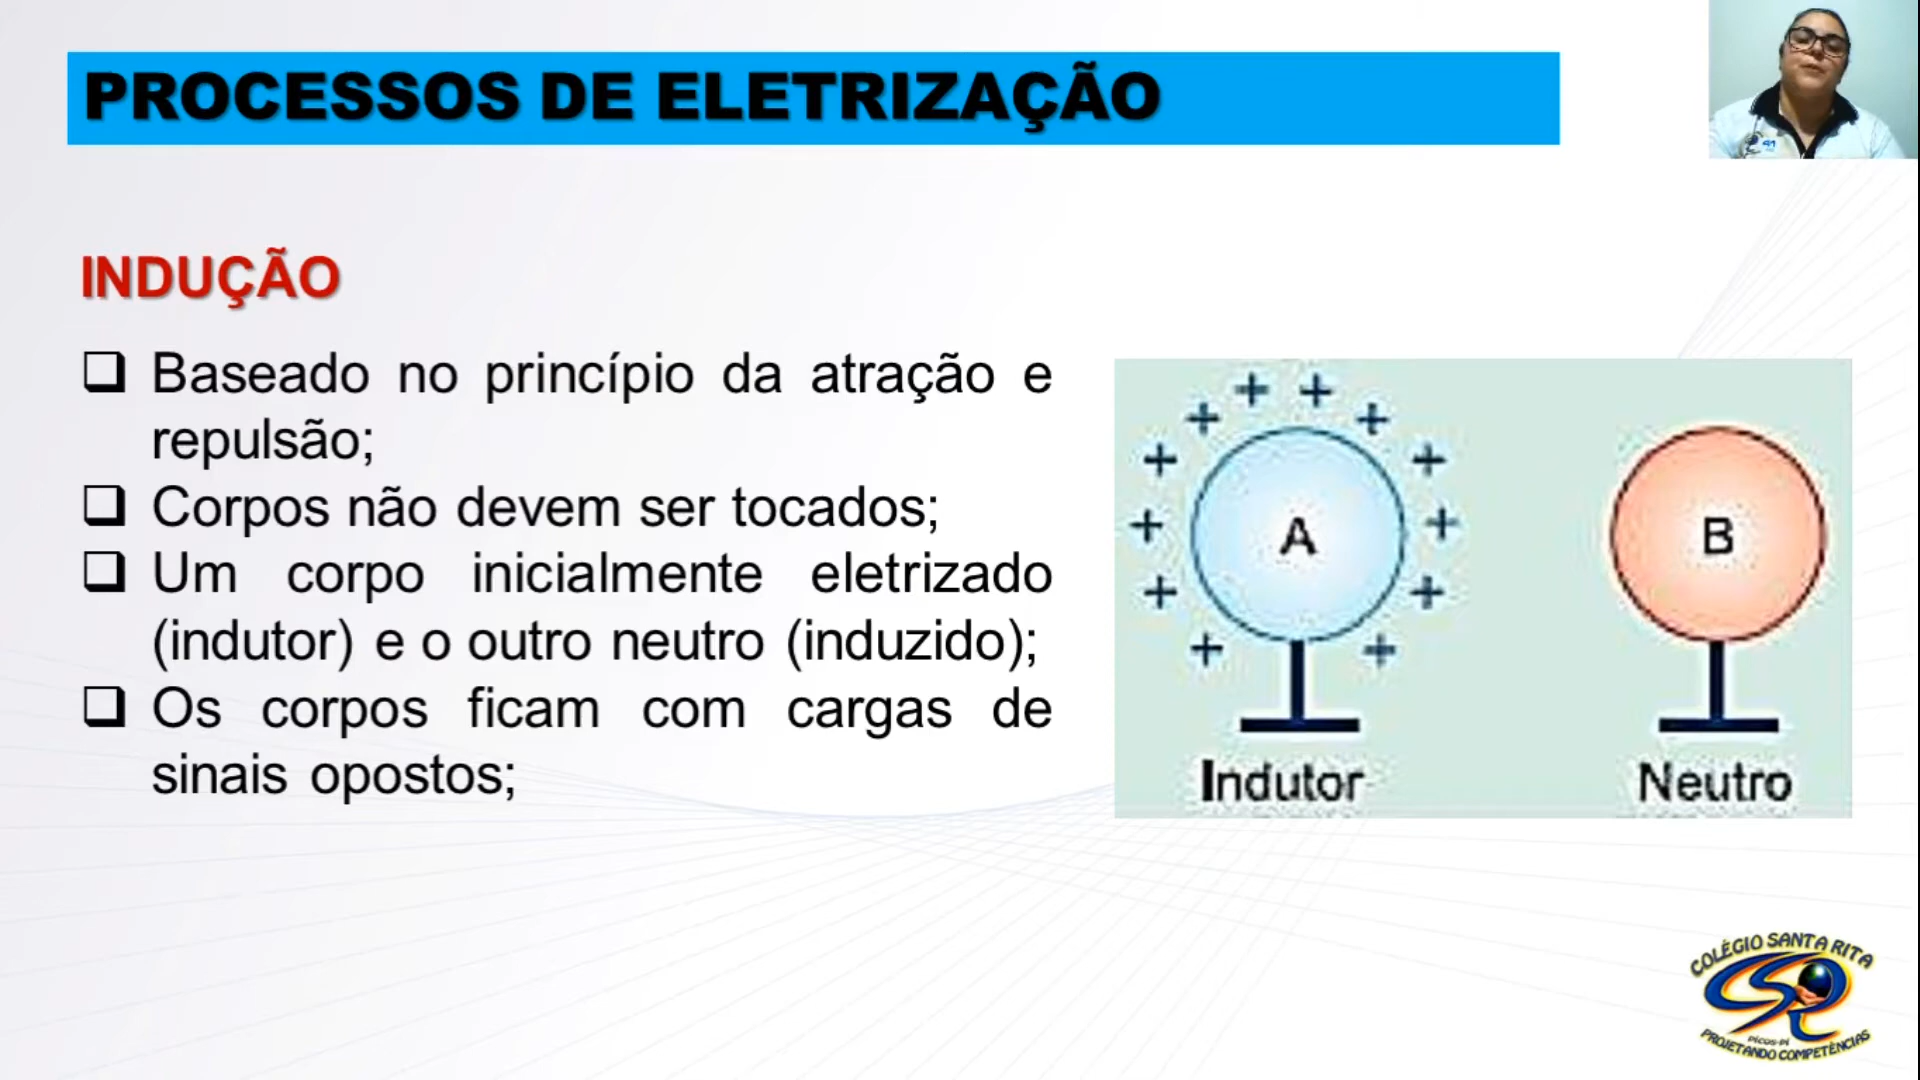 PROCESSOS DE ELETRIZAÇÃO
INDUÇÃO
Baseado no princípio da atração e
repulsão;
Corpos não devem ser tocados;
Um corpo inicialmente eletrizado
(indutor) e o outro neutro (induzido);
Os corpos ficam com cargas de
sinais opostos;
+ + + + + + + + + + + +
A
B
Indutor
Neutro
COLÉGIO SANTA RITA
PICOS-PI
PROJETANDO COMPETÊNCIAS